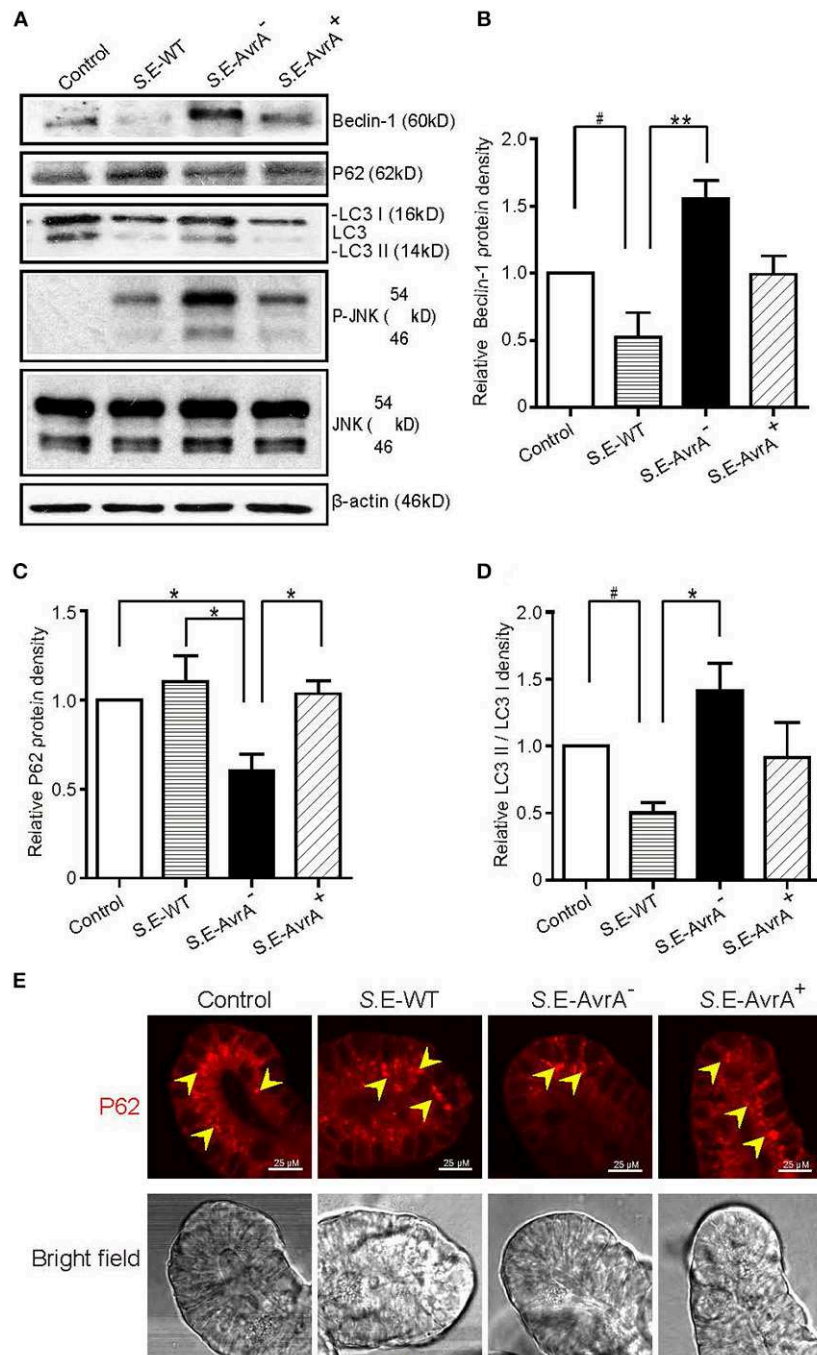 A
Control
S.E-WT
S.E-AvrA-
S.E-AvrA+
Beclin-1 (60kD)
P62 (62kD)
-LC3 I (16kD)
LC3
-LC3 II (14kD)
54
P-JNK ( kD)
46
54
JNK ( kD)
46
β-actin (46kD)
B
Relative Beclin-1 protein density
2.0
1.5
1.0
0.5
0
#
**
Control
S.E-WT
S.E-AvrA-
S.E-AvrA+
C
Relative P62 protein density
1.5
1.0
0.5
0
*
*
*
Control
S.E-WT
S.E-AvrA-
S.E-AvrA+
D
Relative LC3 II / LC3 I density
2.0
1.5
1.0
0.5
0
#
*
Control
S.E-WT
S.E-AvrA-
S.E-AvrA+
E
Control
S.E-WT
S.E-AvrA-
S.E-AvrA+
P62
25 µM
25 µM
25 µM
25 µM
Bright field